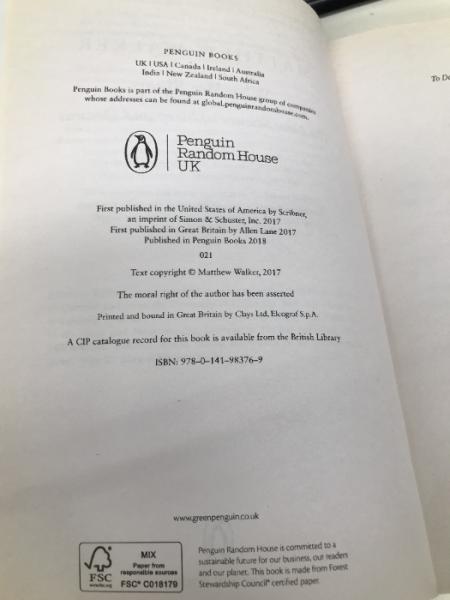 PENGUIN BOOKS
UK | USA | Canada | Ireland | Australia
India | New Zealand | South Africa
Penguin Books is part of the Penguin Random House group of companies
whose addresses can be found at global.penguinrandomhouse.com.
Penguin
Random House
UK
First published in the United States of America by Scribner,
an imprint of Simon & Schuster, Inc. 2017
First published in Great Britain by Allen Lane 2017
Published in Penguin Books 2018
021
Text copyright © Matthew Walker, 2017
The moral right of the author has been asserted
Printed and bound in Great Britain by Clays Ltd, Elcograf S.p.A.
A CIP catalogue record for this book is available from the British Library
ISBN: 978–0–141–98376–9
www.greenpenguin.co.uk
FSC
www.fsc.org
MIX
Paper from
responsible sources
FSC® C018179
Penguin Random House is committed to a
sustainable future for our business, our readers
and our planet. This book is made from Forest
Stewardship Council® certified paper.
To